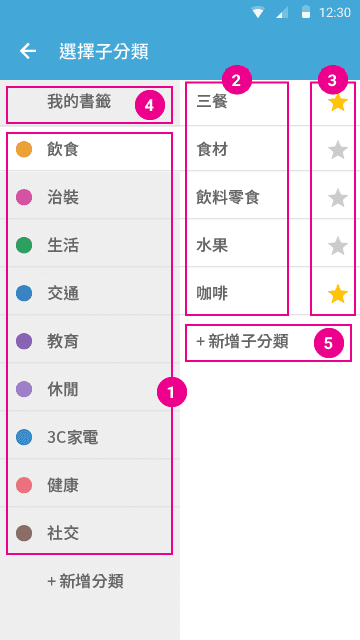 12:30
選擇子分類
我的書籤 4
2
3
三餐
飲食
食材
治裝
飲料零食
生活
水果
交通
咖啡
教育
+ 新增子分類 5
休閒
1
3C家電
健康
社交
+ 新增分類